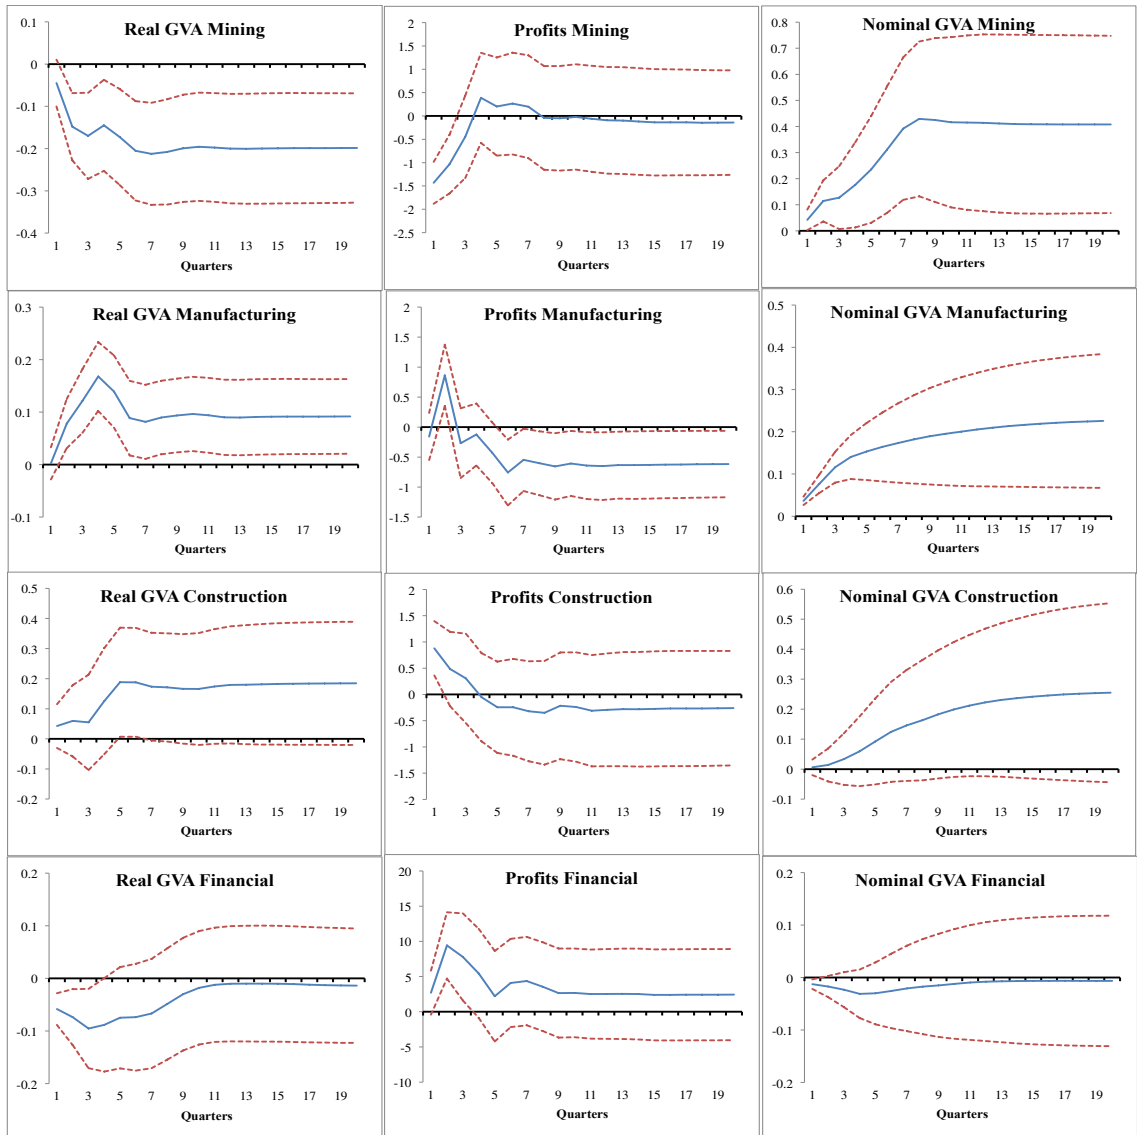 Real GVA Mining
0.1
0
-0.1
-0.2
-0.3
-0.4
1 3 5 7 9 11 13 15 17 19
Quarters
Profits Mining
2
1.5
1
0.5
0
-0.5
-1
-1.5
-2
-2.5
1 3 5 7 9 11 13 15 17 19
Quarters
Nominal GVA Mining
0.8
0.7
0.6
0.5
0.4
0.3
0.2
0.1
0
1 3 5 7 9 11 13 15 17 19
Quarters
Real GVA Manufacturing
0.3
0.2
0.1
0
-0.1
1 3 5 7 9 11 13 15 17 19
Quarters
Profits Manufacturing
2
1.5
1
0.5
0
-0.5
-1
-1.5
1 3 5 7 9 11 13 15 17 19
Quarters
Nominal GVA Manufacturing
0.5
0.4
0.3
0.2
0.1
0
1 3 5 7 9 11 13 15 17 19
Quarters
Real GVA Construction
0.5
0.4
0.3
0.2
0.1
0
-0.1
-0.2
1 3 5 7 9 11 13 15 17 19
Quarters
Profits Construction
2
1.5
1
0.5
0
-0.5
-1
-1.5
-2
1 3 5 7 9 11 13 15 17 19
Quarters
Nominal GVA Construction
0.6
0.5
0.4
0.3
0.2
0.1
0
-0.1
1 3 5 7 9 11 13 15 17 19
Quarters
Real GVA Financial
0.2
0.1
0
-0.1
-0.2
1 3 5 7 9 11 13 15 17 19
Quarters
Profits Financial
20
15
10
5
0
-5
-10
1 3 5 7 9 11 13 15 17 19
Quarters
Nominal GVA Financial
0.2
0.1
0
-0.1
-0.2
1 3 5 7 9 11 13 15 17 19
Quarters